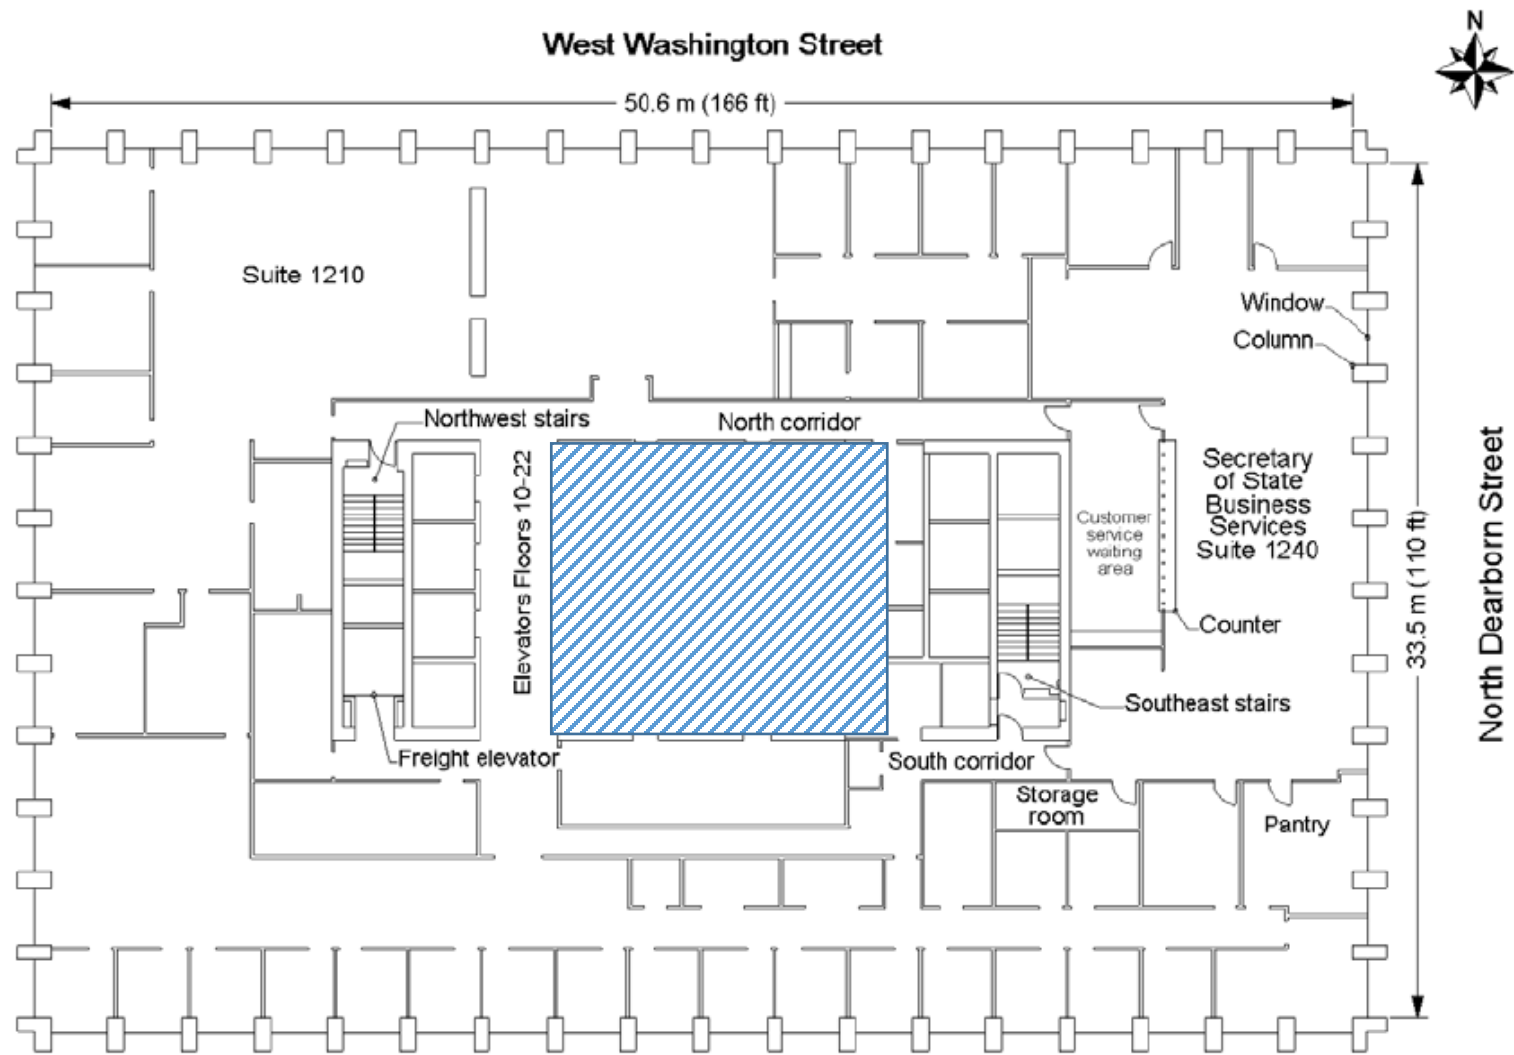 West Washington Street
N
50.6 m (166 ft)
Suite 1210
Window
Column
Northwest stairs
North corridor
Elevators Floors 10-22
Secretary
of State
Business
Services
Suite 1240
Customer
service
waiting
area
33.5 m (110 ft)
North Dearborn Street
Counter
Southeast stairs
Freight elevator
South corridor
Storage
room
Pantry